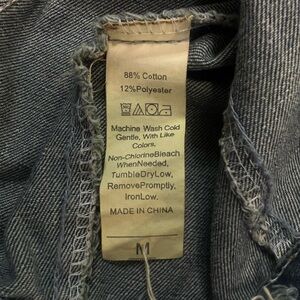 88% Cotton
12%Polyester
Machine Wash Cold
Gentle, With Like
Colors,
Non-ChlorineBleach
WhenNeeded,
TumbleDryLow,
RemovePromptly,
IronLow.
MADE IN CHINA
M